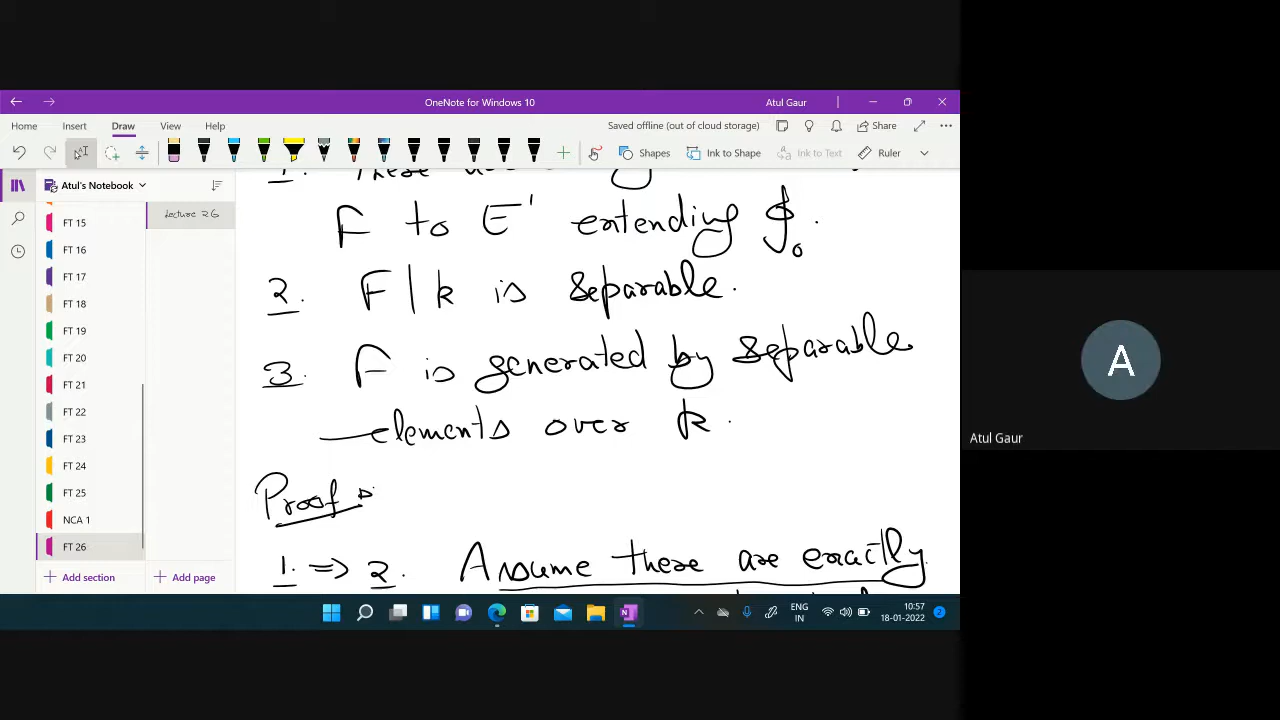 OneNote for Windows 10
Atul Gaur
Home Insert Draw View Help
Saved offline (out of cloud storage)
Share
Shapes
Ink to Shape
Ink to Text
Ruler
Atul's Notebook
Lecture 26
FT 15
FT 16
FT 17
FT 18
FT 19
FT 20
FT 21
FT 22
FT 23
FT 24
FT 25
NCA 1
FT 26
Add section
Add page
F to E' extending ϕ₀.
2. F | k is separable.
3. F is generated by separable
elements over k.
Proof :
1. ⇒ 2. Assume there are exactly
A
Atul Gaur
ENG
IN
10:57
18-01-2022
2